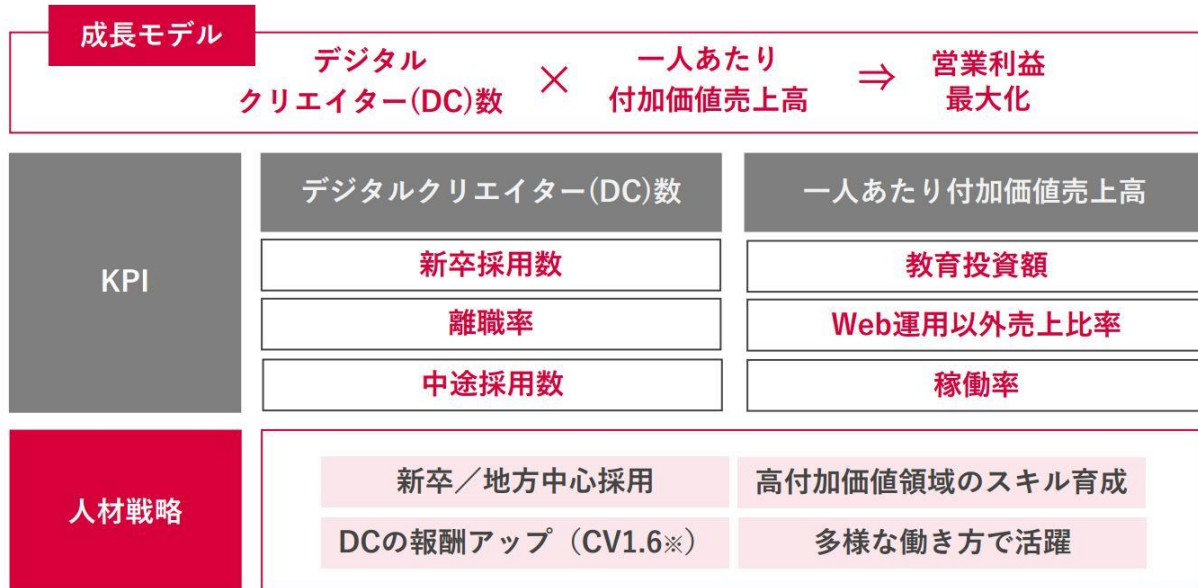 成長モデル
デジタル
クリエイター(DC)数
×
一人あたり
付加価値売上高
⇒
営業利益
最大化
KPI
デジタルクリエイター(DC)数
一人あたり付加価値売上高
新卒採用数
教育投資額
離職率
Web運用以外売上比率
中途採用数
稼働率
人材戦略
新卒／地方中心採用
高付加価値領域のスキル育成
DCの報酬アップ（CV1.6※）
多様な働き方で活躍